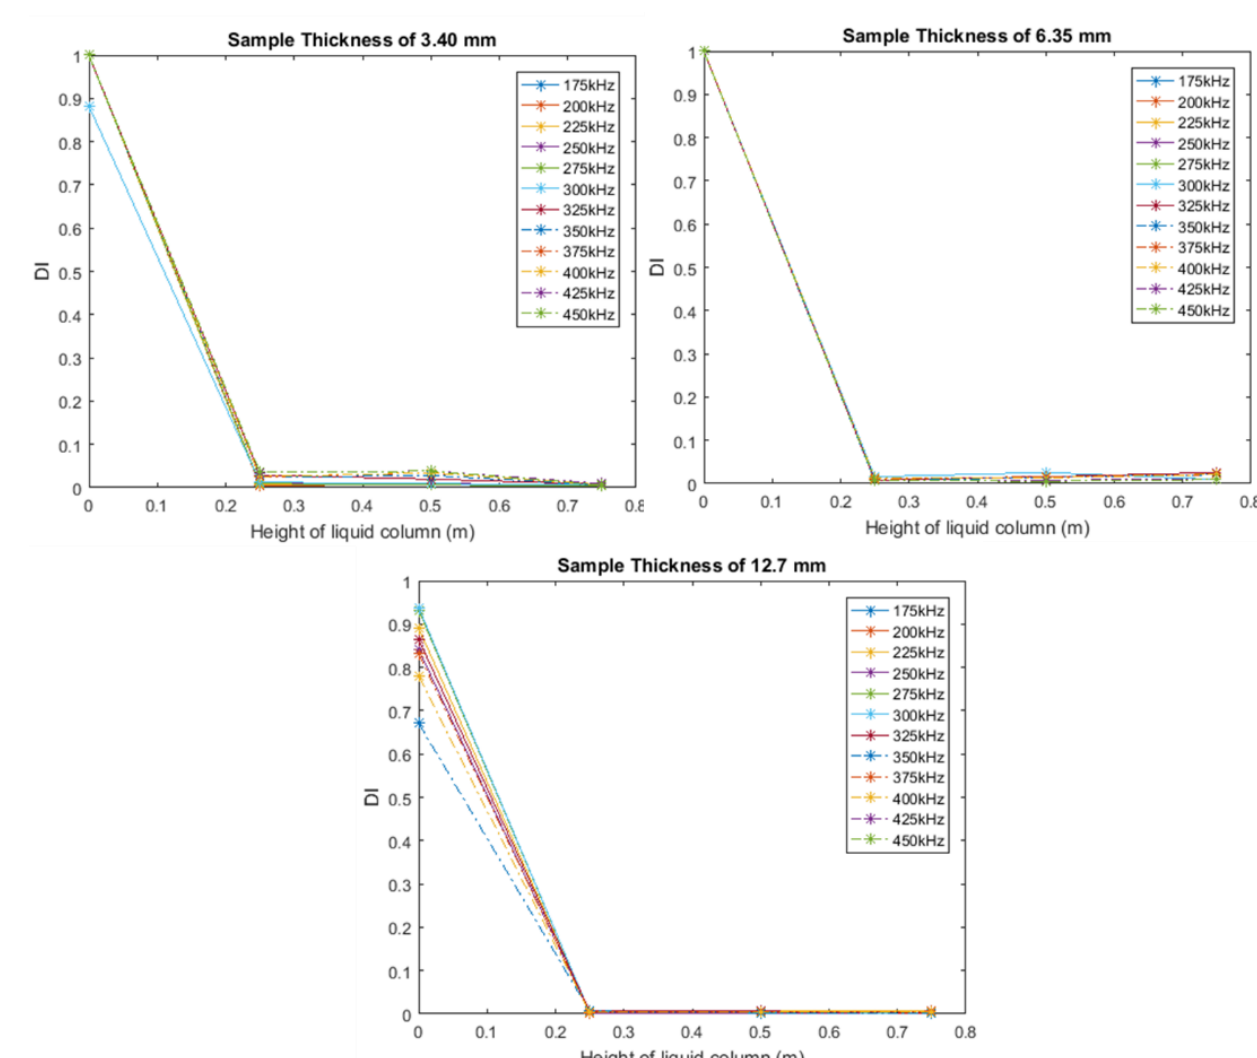 Sample Thickness of 3.40 mm
1
0.9
0.8
0.7
0.6
0.5
0.4
0.3
0.2
0.1
0
DI
175kHz
200kHz
225kHz
250kHz
275kHz
300kHz
325kHz
350kHz
375kHz
400kHz
425kHz
450kHz
0 0.1 0.2 0.3 0.4 0.5 0.6 0.7 0.8
Height of liquid column (m)
Sample Thickness of 6.35 mm
1
0.9
0.8
0.7
0.6
0.5
0.4
0.3
0.2
0.1
0
DI
175kHz
200kHz
225kHz
250kHz
275kHz
300kHz
325kHz
350kHz
375kHz
400kHz
425kHz
450kHz
0 0.1 0.2 0.3 0.4 0.5 0.6 0.7 0.8
Height of liquid column (m)
Sample Thickness of 12.7 mm
1
0.9
0.8
0.7
0.6
0.5
0.4
0.3
0.2
0.1
0
DI
175kHz
200kHz
225kHz
250kHz
275kHz
300kHz
325kHz
350kHz
375kHz
400kHz
425kHz
450kHz
0 0.1 0.2 0.3 0.4 0.5 0.6 0.7 0.8
Height of liquid column (m)